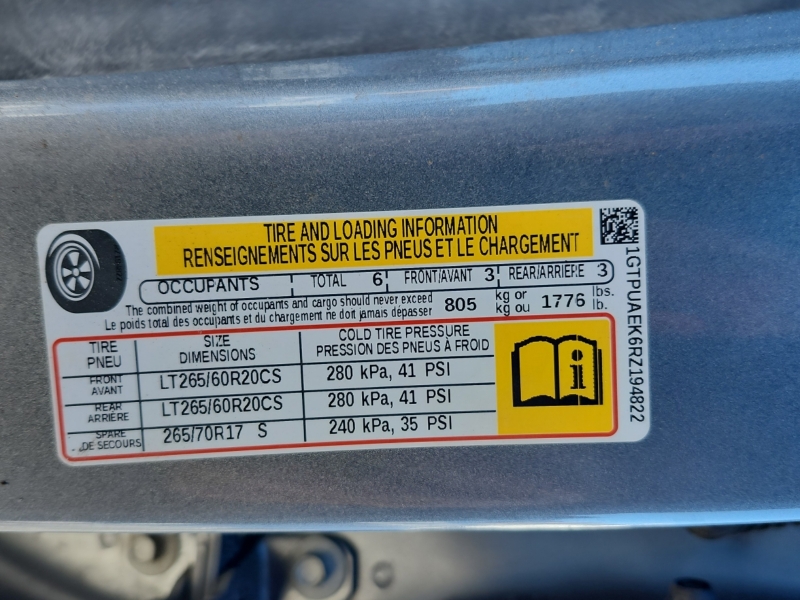 TIRE AND LOADING INFORMATION
RENSEIGNEMENTS SUR LES PNEUS ET LE CHARGEMENT
OCCUPANTS TOTAL 6 FRONT/AVANT 3 REAR/ARRIÈRE 3
The combined weight of occupants and cargo should never exceed 805 kg or 1776 lbs.
Le poids total des occupants et du chargement ne doit jamais dépasser kg ou lb.
TIRE SIZE COLD TIRE PRESSURE
PNEU DIMENSIONS PRESSION DES PNEUS À FROID
FRONT
AVANT LT265/60R20CS 280 kPa, 41 PSI
REAR
ARRIÈRE LT265/60R20CS 280 kPa, 41 PSI
SPARE
DE SECOURS 265/70R17 S 240 kPa, 35 PSI
i
1GTPUAEK6RZ194822